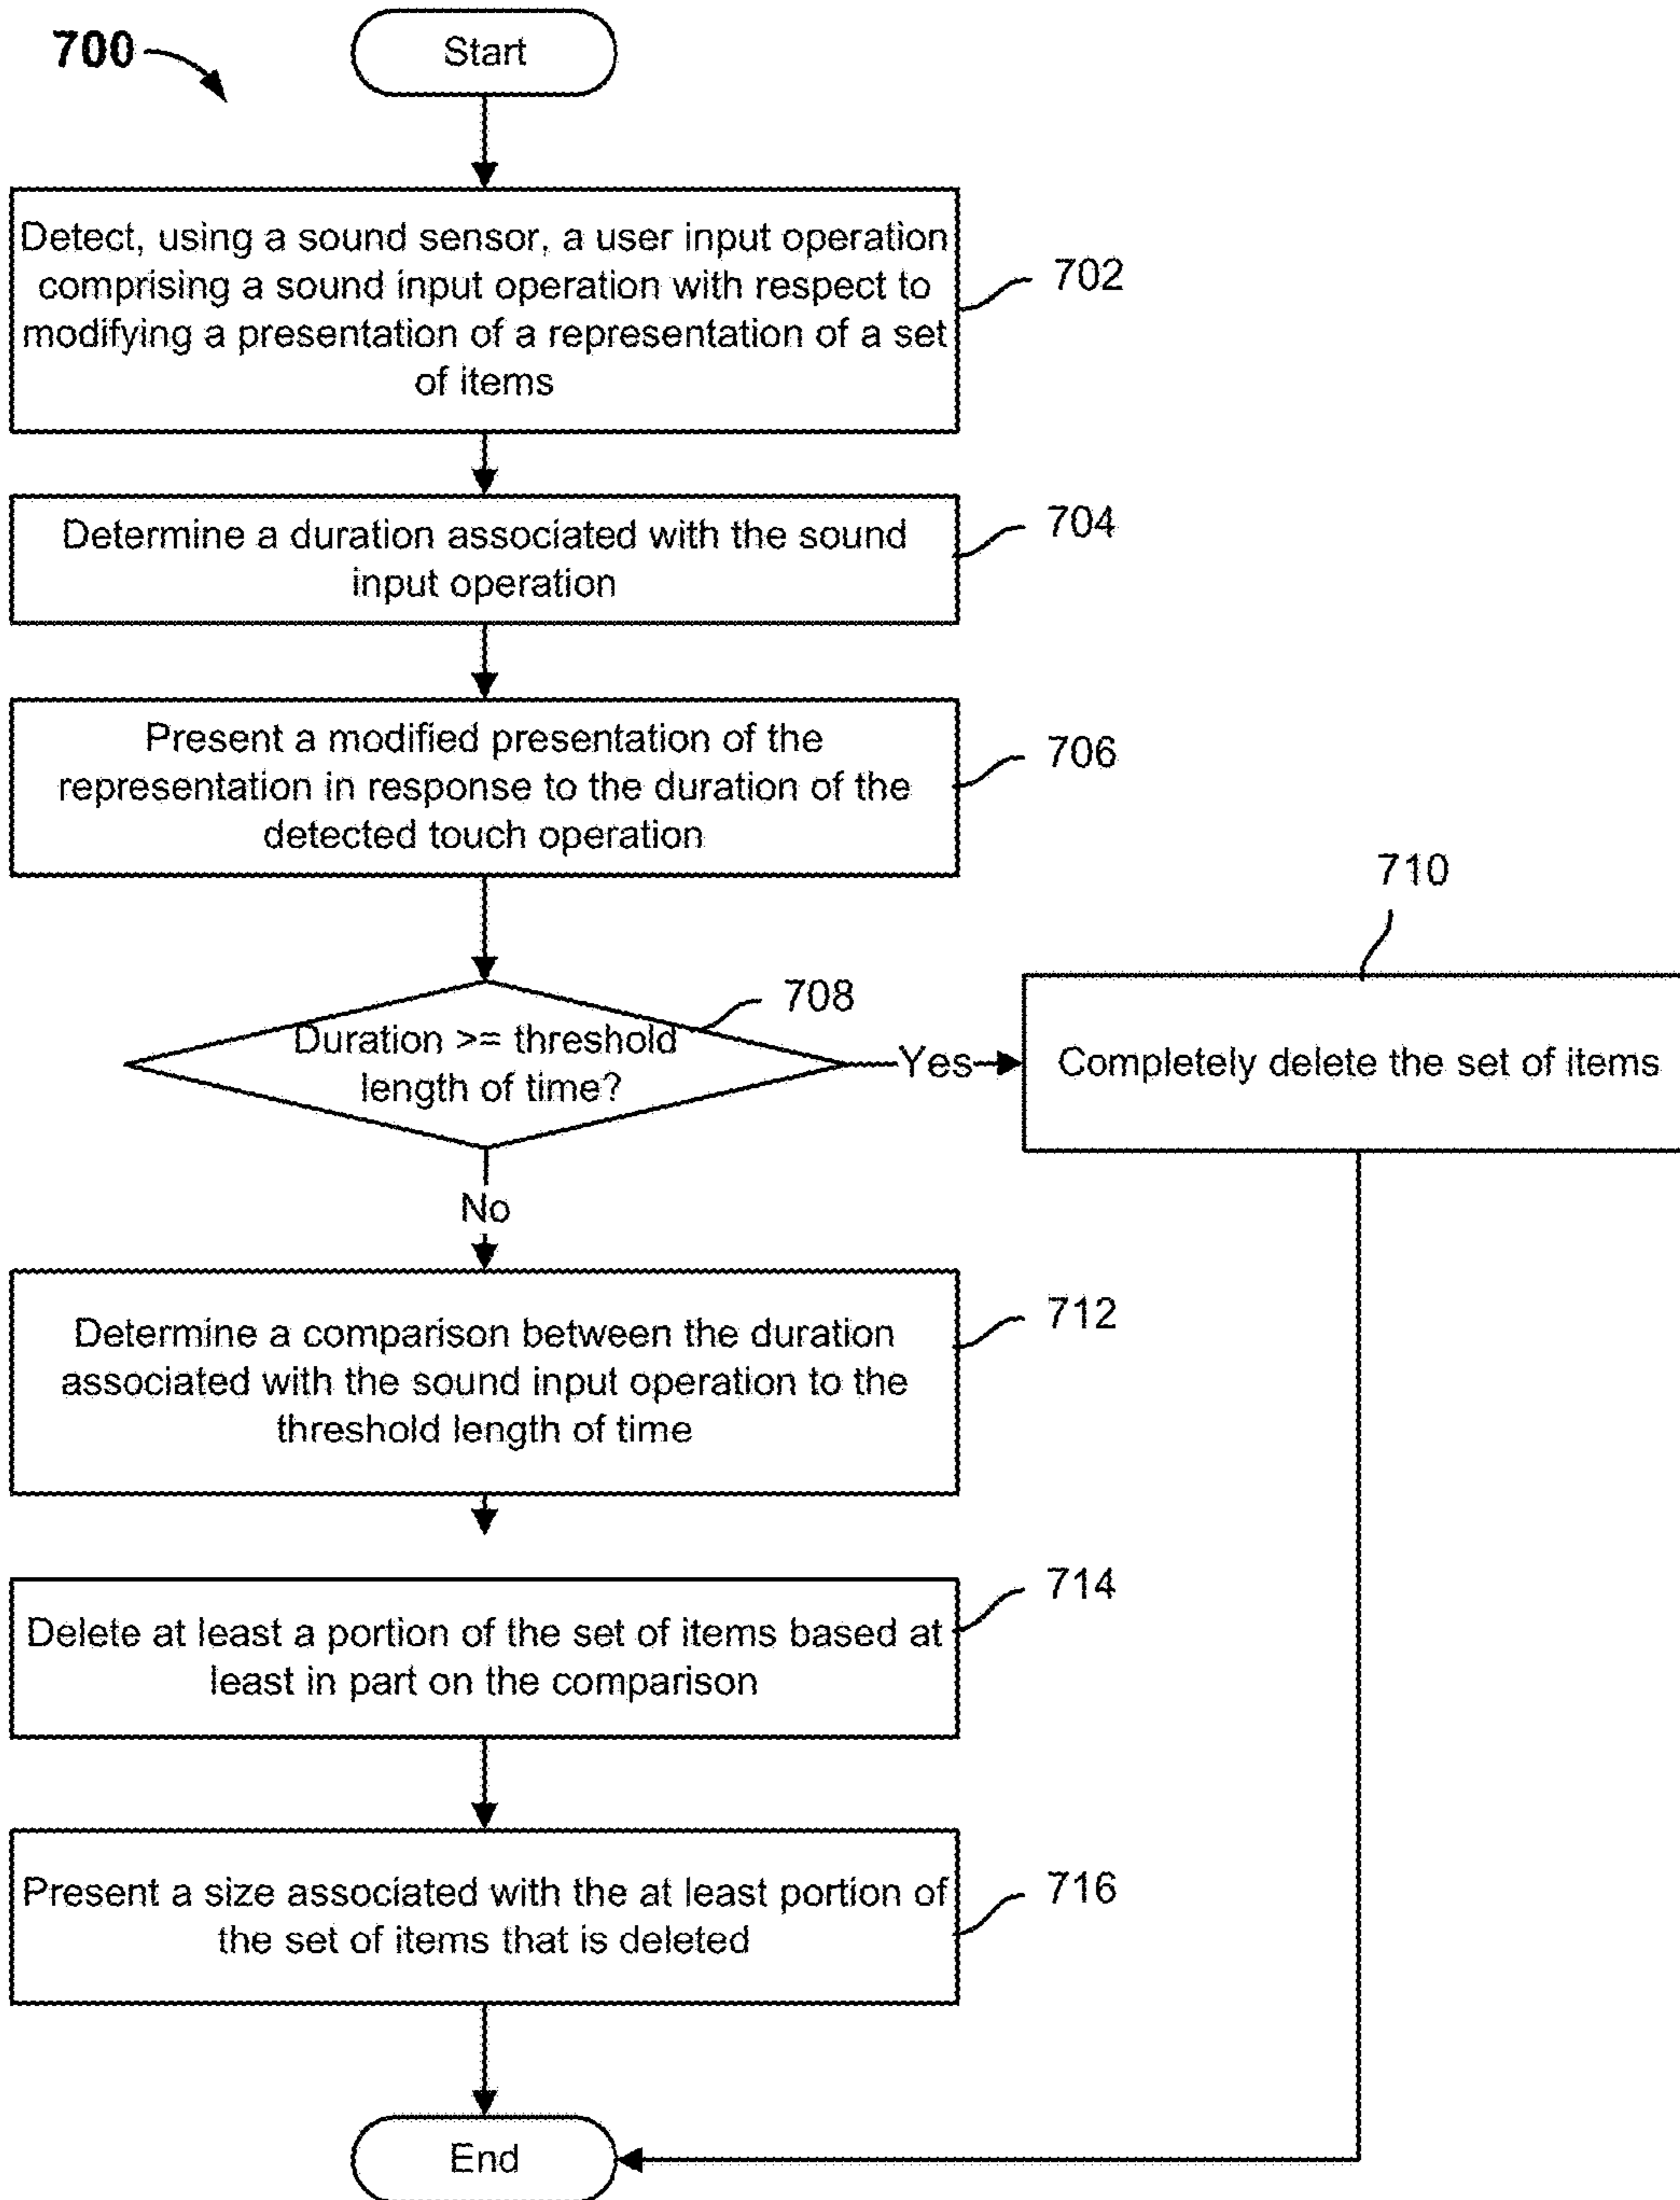 700
Start
Detect, using a sound sensor, a user input operation
comprising a sound input operation with respect to
modifying a presentation of a representation of a set
of items
702
Determine a duration associated with the sound
input operation
704
Present a modified presentation of the
representation in response to the duration of the
detected touch operation
706
Duration >= threshold
length of time?
708
Yes
710
Completely delete the set of items
No
Determine a comparison between the duration
associated with the sound input operation to the
threshold length of time
712
Delete at least a portion of the set of items based at
least in part on the comparison
714
Present a size associated with the at least portion of
the set of items that is deleted
716
End